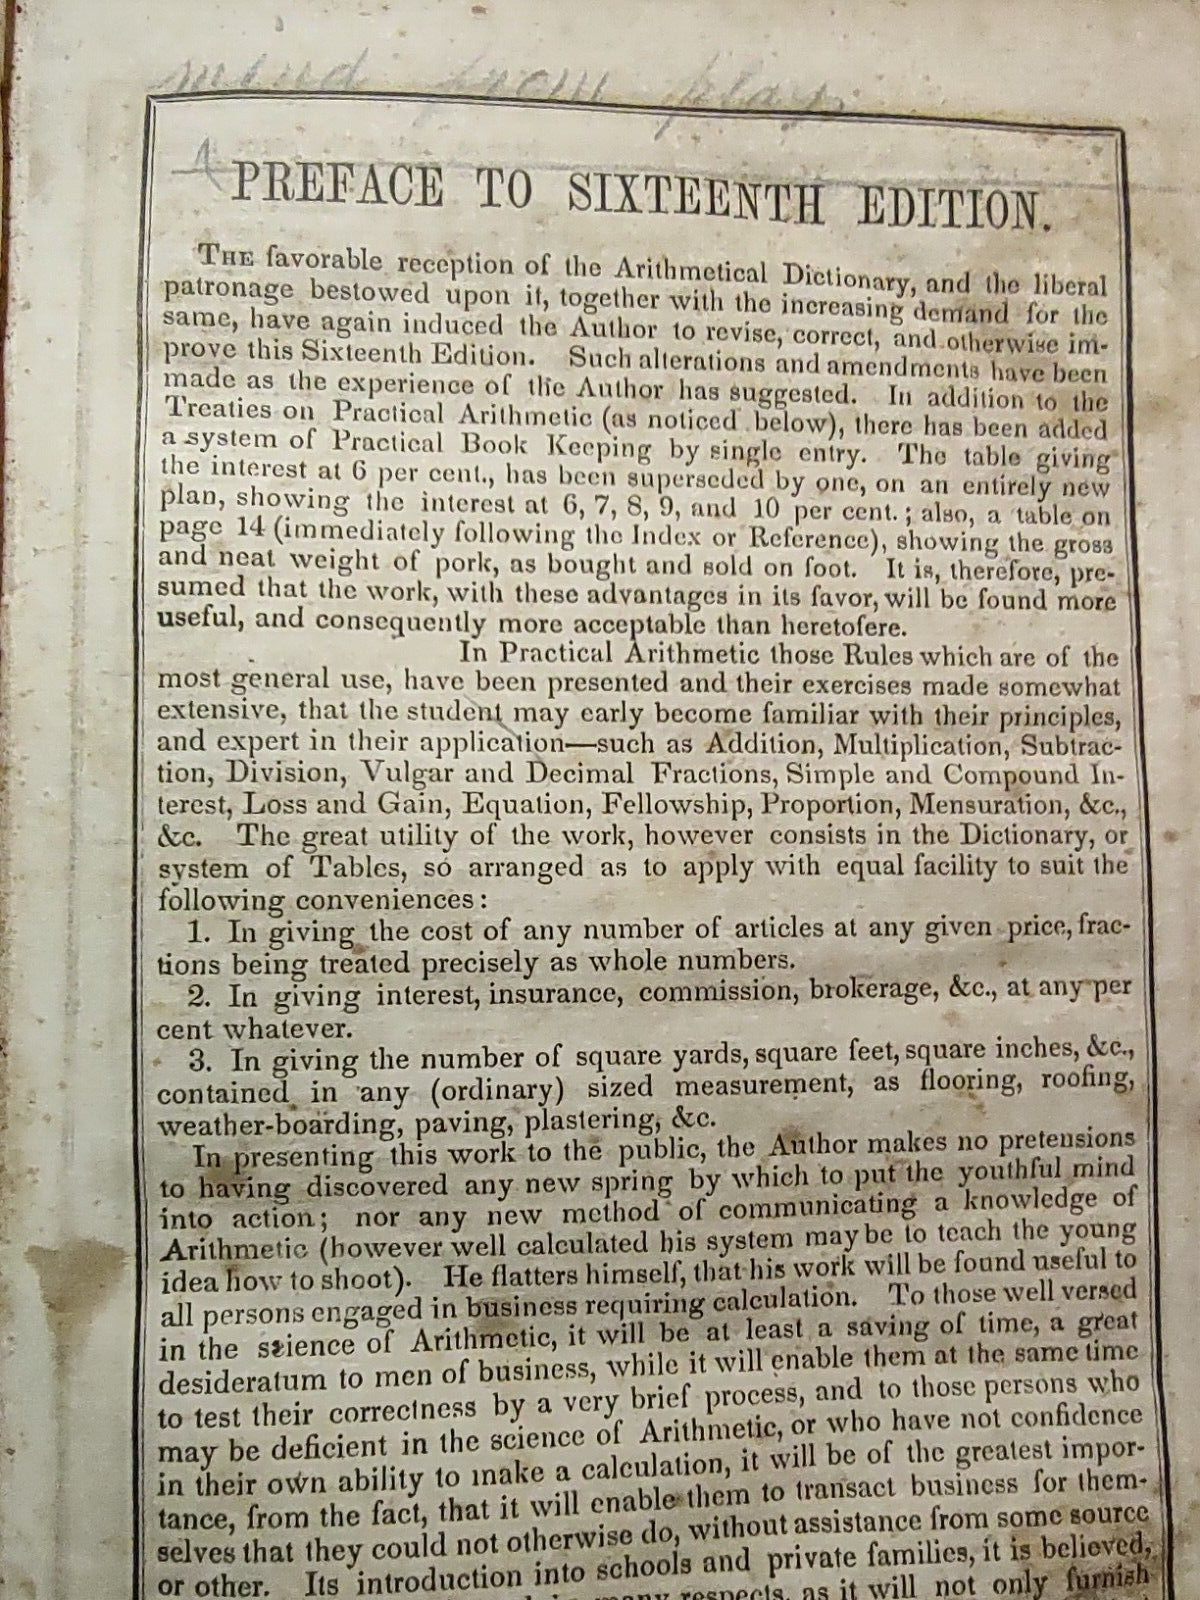 mind from play
PREFACE TO SIXTEENTH EDITION.
THE favorable reception of the Arithmetical Dictionary, and the liberal
patronage bestowed upon it, together with the increasing demand for the
same, have again induced the Author to revise, correct, and otherwise im-
prove this Sixteenth Edition. Such alterations and amendments have been
made as the experience of the Author has suggested. In addition to the
Treaties on Practical Arithmetic (as noticed below), there has been added
a system of Practical Book Keeping by single entry. The table giving
the interest at 6 per cent., has been superseded by one, on an entirely new
plan, showing the interest at 6, 7, 8, 9, and 10 per cent.; also, a table on
page 14 (immediately following the Index or Reference), showing the gross
and neat weight of pork, as bought and sold on foot. It is, therefore, pre-
sumed that the work, with these advantages in its favor, will be found more
useful, and consequently more acceptable than heretofere.
In Practical Arithmetic those Rules which are of the
most general use, have been presented and their exercises made somewhat
extensive, that the student may early become familiar with their principles,
and expert in their application—such as Addition, Multiplication, Subtrac-
tion, Division, Vulgar and Decimal Fractions, Simple and Compound In-
terest, Loss and Gain, Equation, Fellowship, Proportion, Mensuration, &c.,
&c. The great utility of the work, however consists in the Dictionary, or
system of Tables, so arranged as to apply with equal facility to suit the
following conveniences:
1. In giving the cost of any number of articles at any given price, frac-
tions being treated precisely as whole numbers.
2. In giving interest, insurance, commission, brokerage, &c., at any per
cent whatever.
3. In giving the number of square yards, square feet, square inches, &c.,
contained in any (ordinary) sized measurement, as flooring, roofing,
weather-boarding, paving, plastering, &c.
In presenting this work to the public, the Author makes no pretensions
to having discovered any new spring by which to put the youthful mind
into action; nor any new method of communicating a knowledge of
Arithmetic (however well calculated his system may be to teach the young
idea how to shoot). He flatters himself, that his work will be found useful to
all persons engaged in business requiring calculation. To those well versed
in the science of Arithmetic, it will be at least a saving of time, a great
desideratum to men of business, while it will enable them at the same time
to test their correctness by a very brief process, and to those persons who
may be deficient in the science of Arithmetic, or who have not confidence
in their own ability to make a calculation, it will be of the greatest impor-
tance, from the fact, that it will enable them to transact business for them-
selves that they could not otherwise do, without assistance from some source
or other. Its introduction into schools and private families, it is believed,
many respects, as it will not only furnish